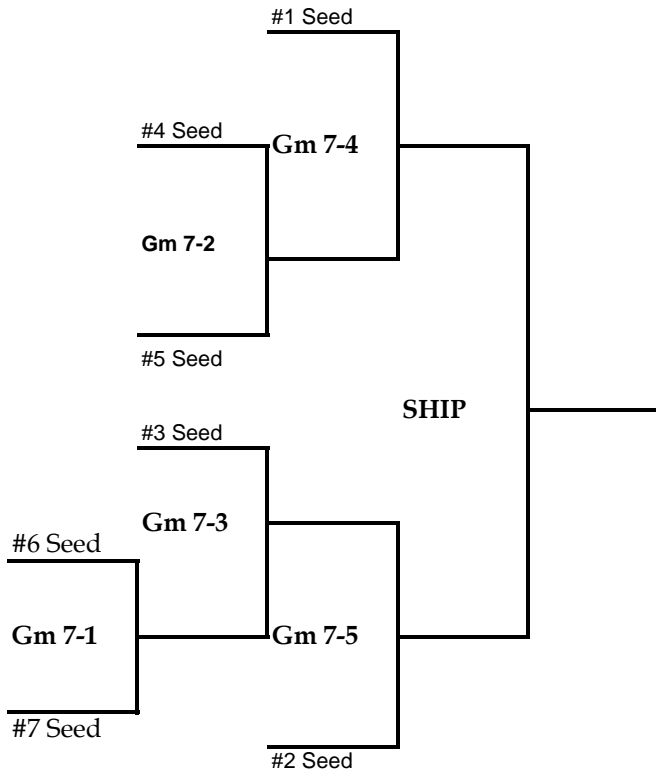 #1 Seed
#4 Seed
Gm 7-4
Gm 7-2
#5 Seed
SHIP
#3 Seed
Gm 7-3
#6 Seed
Gm 7-1
Gm 7-5
#7 Seed
#2 Seed